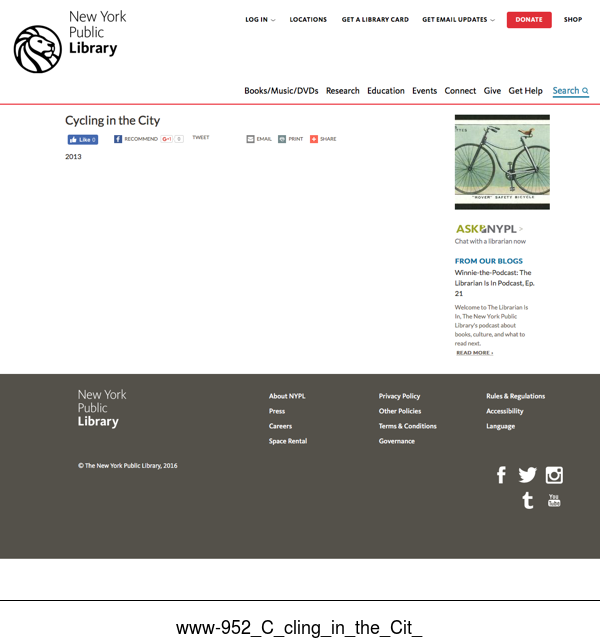 New York
Public
Library
LOG IN
LOCATIONS
GET A LIBRARY CARD
GET EMAIL UPDATES
DONATE
SHOP
Books/Music/DVDs Research Education Events Connect Give Get Help Search
Cycling in the City
Like 0
RECOMMEND
G+1 0
TWEET
EMAIL
PRINT
SHARE
2013
"ROVER" SAFETY BICYCLE
ASK NYPL >
Chat with a librarian now
FROM OUR BLOGS
Winnie-the-Podcast: The
Librarian Is In Podcast, Ep.
21
Welcome to The Librarian Is
In, The New York Public
Library's podcast about
books, culture, and what to
read next.
READ MORE ›
New York
Public
Library
About NYPL
Press
Careers
Space Rental
Privacy Policy
Other Policies
Terms & Conditions
Governance
Rules & Regulations
Accessibility
Language
© The New York Public Library, 2016
You
Tube
www-952_C_cling_in_the_Cit_